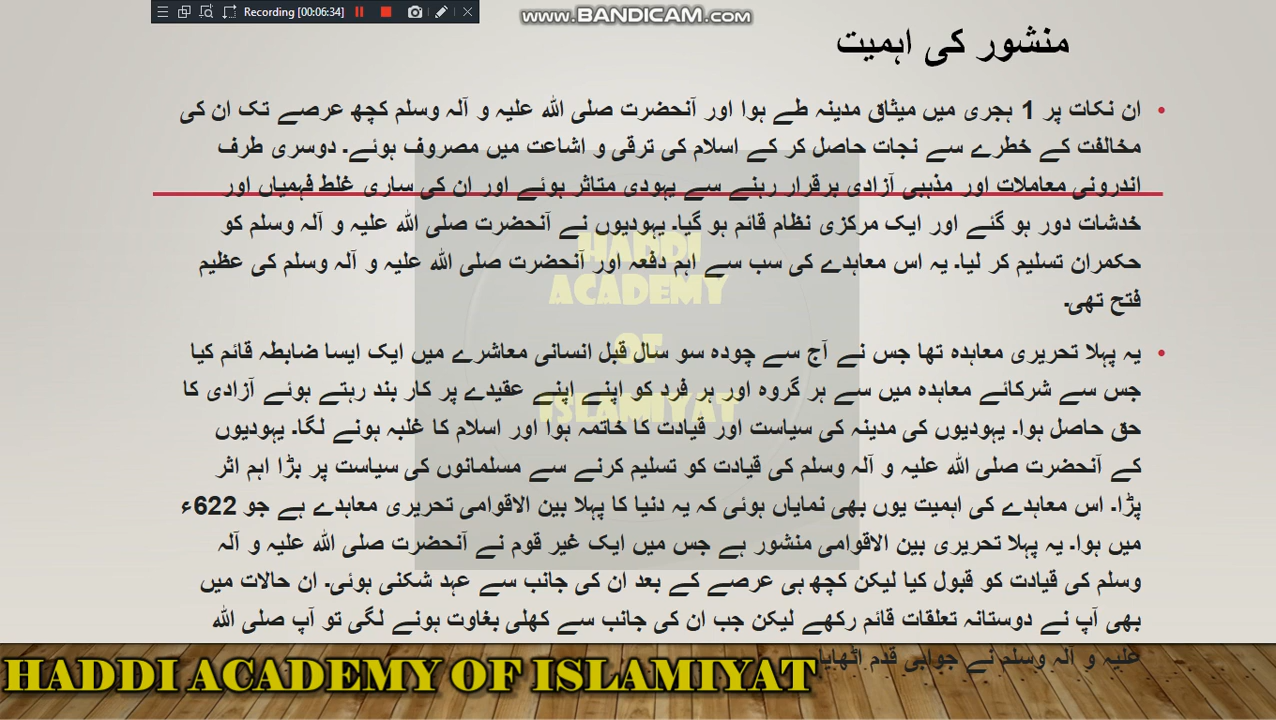 Recording [00:06:34]
www.BANDICAM.com
منشور کی اہمیت
ان نکات پر 1 ہجری میں میثاق مدینہ طے ہوا اور آنحضرت صلی اللہ علیہ و آلہ وسلم کچھ عرصے تک ان کی
مخالفت کے خطرے سے نجات حاصل کر کے اسلام کی ترقی و اشاعت میں مصروف ہوئے۔ دوسری طرف
اندرونی معاملات اور مذہبی آزادی برقرار رہنے سے یہودی متاثر ہوئے اور ان کی ساری غلط فہمیاں اور
خدشات دور ہو گئے اور ایک مرکزی نظام قائم ہو گیا۔ یہودیوں نے آنحضرت صلی اللہ علیہ و آلہ وسلم کو
حکمران تسلیم کر لیا۔ یہ اس معاہدے کی سب سے اہم دفعہ اور آنحضرت صلی اللہ علیہ و آلہ وسلم کی عظیم
فتح تھی۔
یہ پہلا تحریری معاہدہ تھا جس نے آج سے چودہ سو سال قبل انسانی معاشرے میں ایک ایسا ضابطہ قائم کیا
جس سے شرکائے معاہدہ میں سے ہر گروہ اور ہر فرد کو اپنے اپنے عقیدے پر کار بند رہتے ہوئے آزادی کا
حق حاصل ہوا۔ یہودیوں کی مدینہ کی سیاست اور قیادت کا خاتمہ ہوا اور اسلام کا غلبہ ہونے لگا۔ یہودیوں
کے آنحضرت صلی اللہ علیہ و آلہ وسلم کی قیادت کو تسلیم کرنے سے مسلمانوں کی سیاست پر بڑا اہم اثر
پڑا۔ اس معاہدے کی اہمیت یوں بھی نمایاں ہوئی کہ یہ دنیا کا پہلا بین الاقوامی تحریری معاہدے ہے جو 622ء
میں ہوا۔ یہ پہلا تحریری بین الاقوامی منشور ہے جس میں ایک غیر قوم نے آنحضرت صلی اللہ علیہ و آلہ
وسلم کی قیادت کو قبول کیا لیکن کچھ ہی عرصے کے بعد ان کی جانب سے عہد شکنی ہوئی۔ ان حالات میں
بھی آپ نے دوستانہ تعلقات قائم رکھے لیکن جب ان کی جانب سے کھلی بغاوت ہونے لگی تو آپ صلی اللہ
علیہ و آلہ وسلم نے جوابی قدم اٹھایا
HADDI
ACADEMY
OF
ISLAMIYAT
HADDI ACADEMY OF ISLAMIYAT